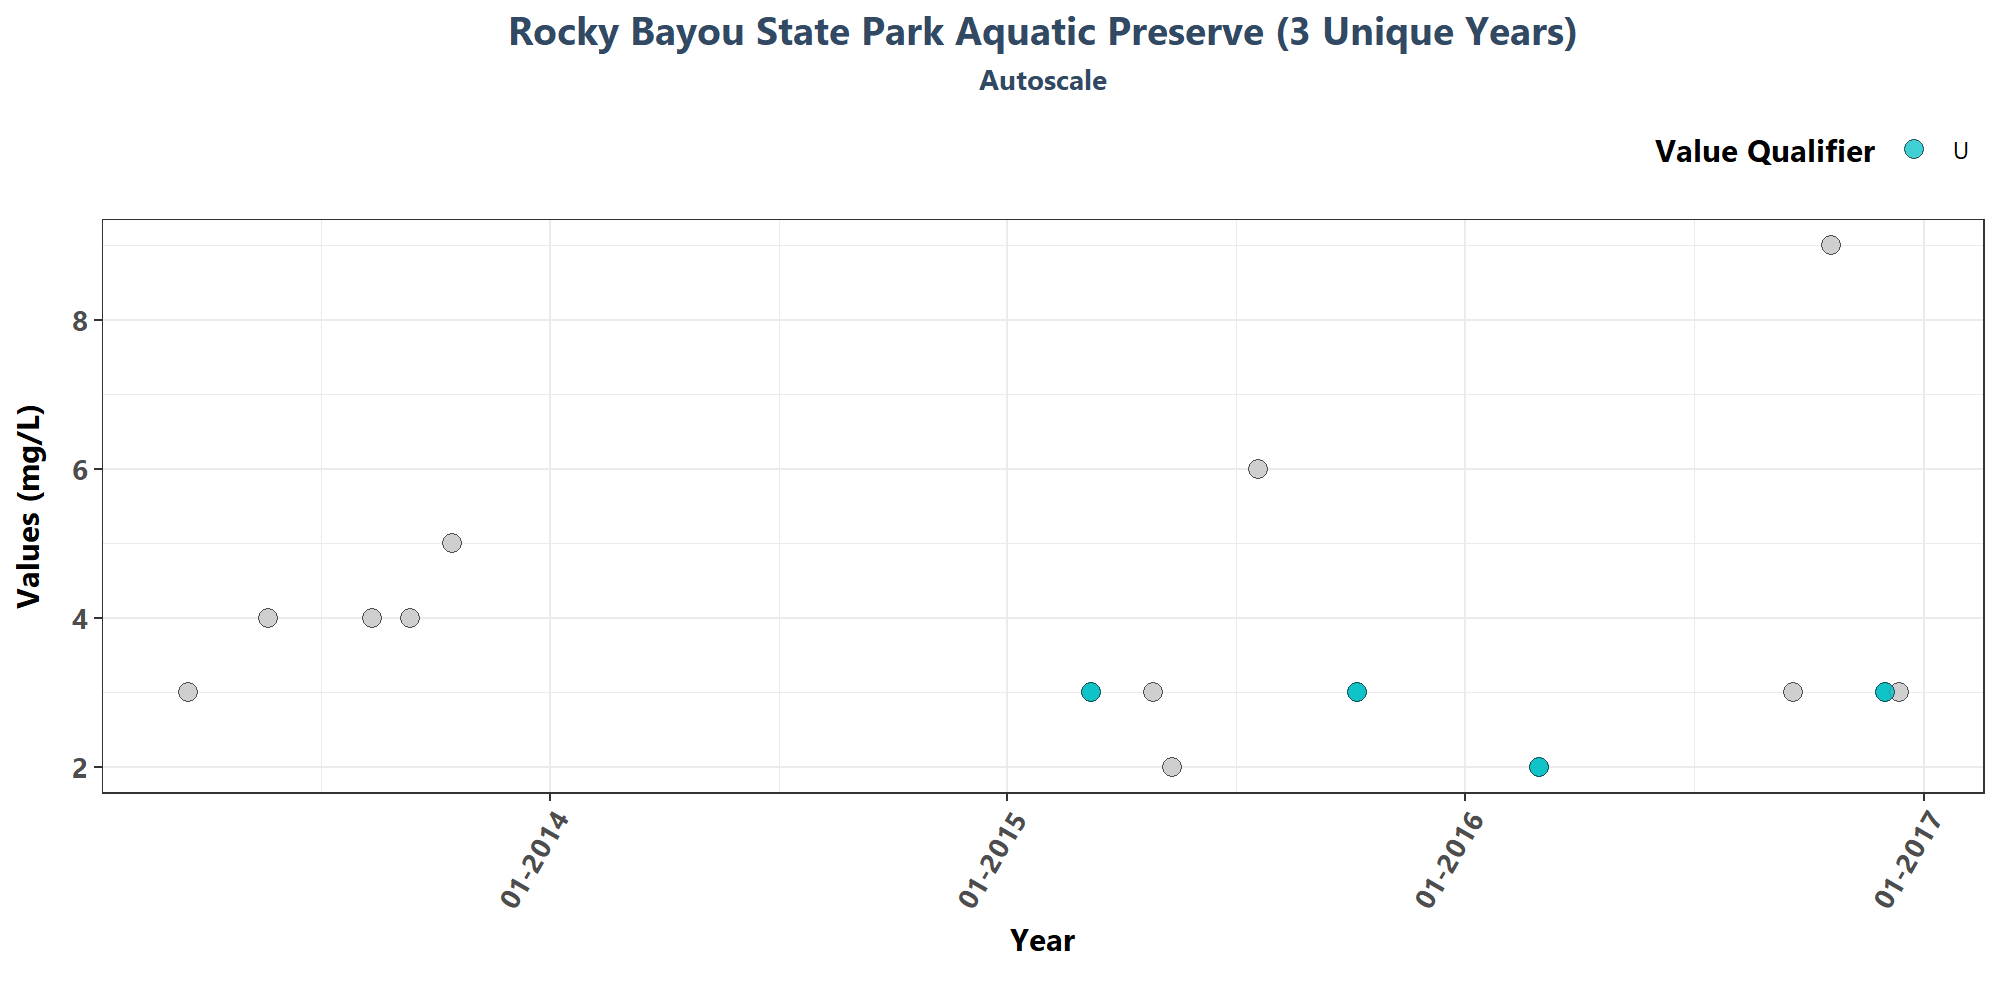 Rocky Bayou State Park Aquatic Preserve (3 Unique Years)
Autoscale
Value Qualifier U
Values (mg/L)
8
6
4
2
01-2014
01-2015
01-2016
01-2017
Year